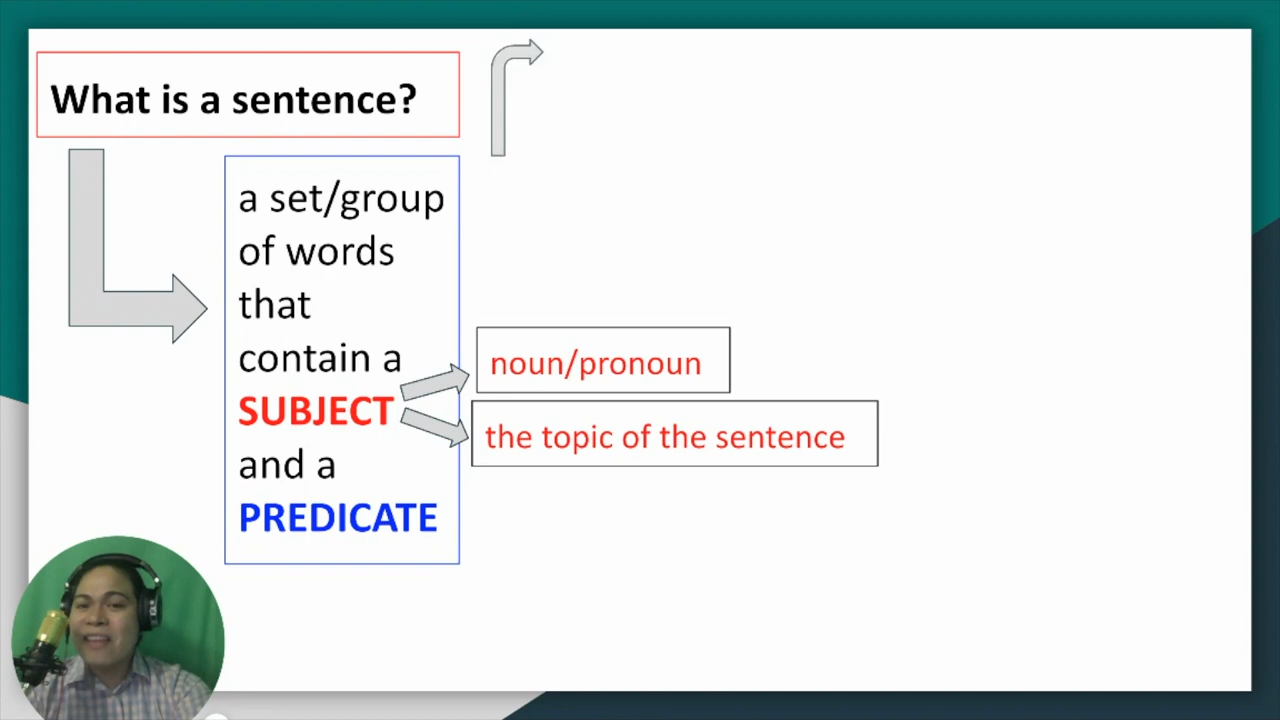 What is a sentence?
a set/group
of words
that
contain a
SUBJECT
and a
PREDICATE
noun/pronoun
the topic of the sentence